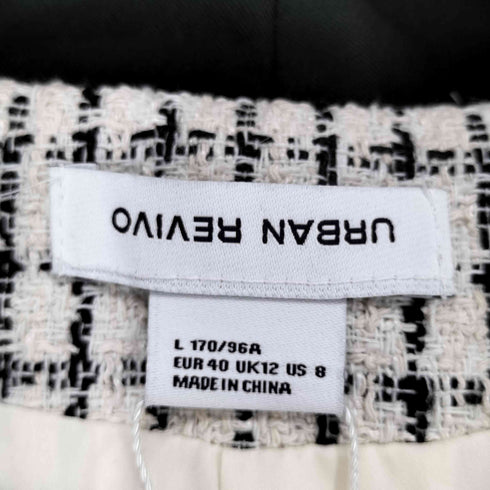 URBAN REVIVO
L 170/96A
EUR 40 UK12 US 8
MADE IN CHINA